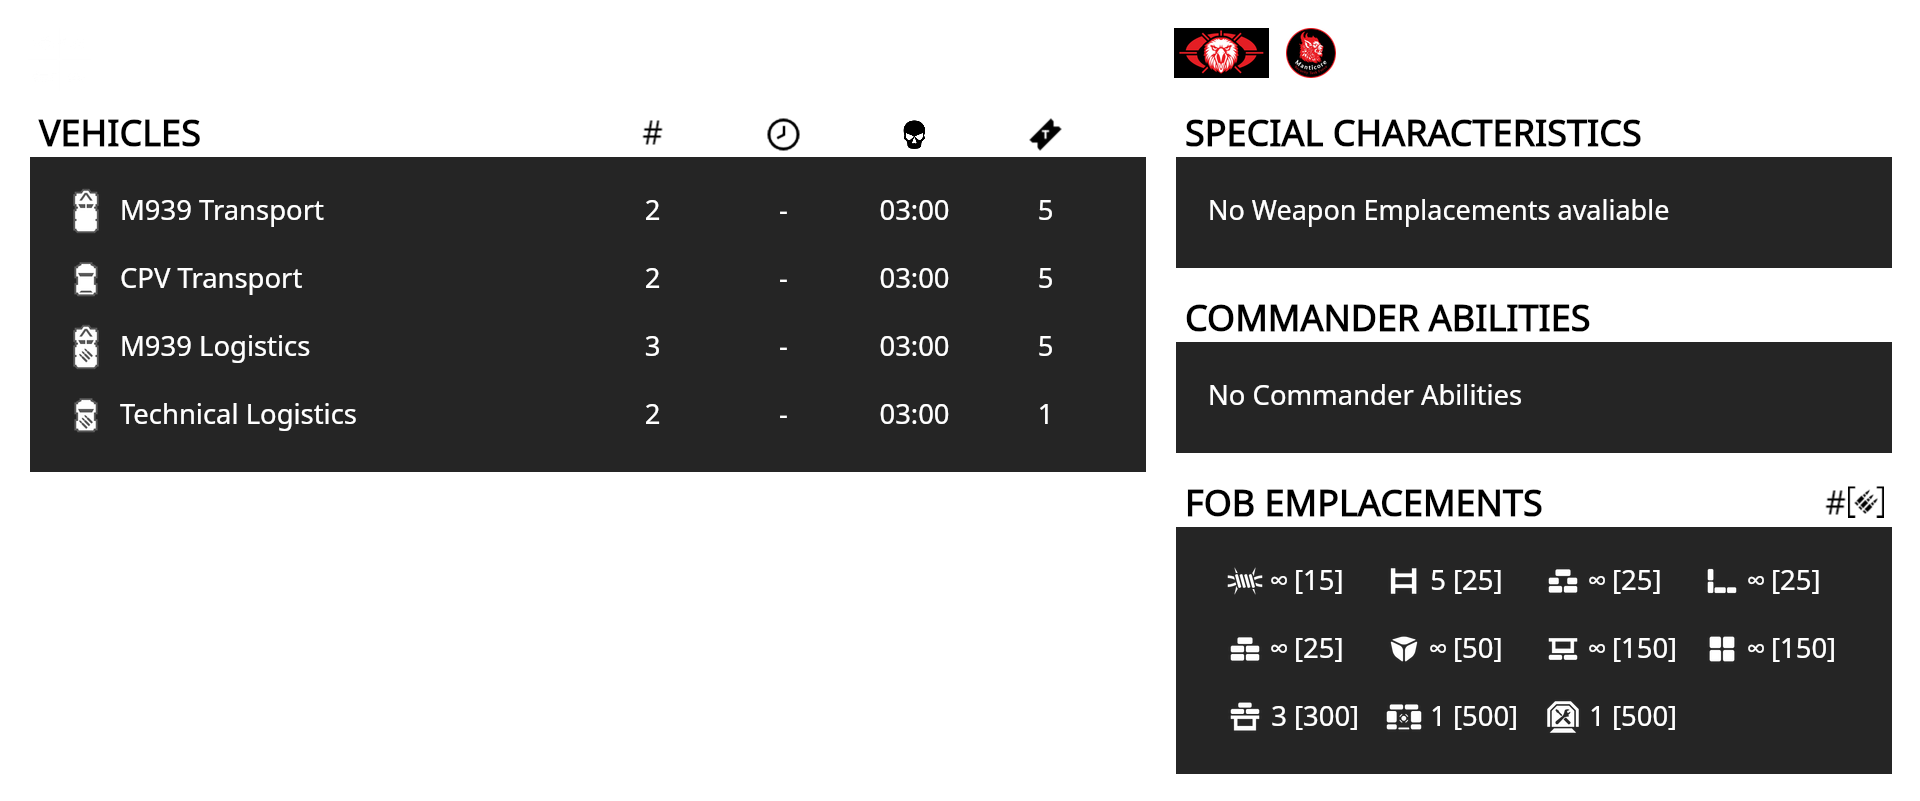 Manticore
VEHICLES #
M939 Transport 2 - 03:00 5
CPV Transport 2 - 03:00 5
M939 Logistics 3 - 03:00 5
Technical Logistics 2 - 03:00 1
SPECIAL CHARACTERISTICS
No Weapon Emplacements avaliable
COMMANDER ABILITIES
No Commander Abilities
FOB EMPLACEMENTS #[]
∞ [15] 5 [25] ∞ [25] ∞ [25]
∞ [25] ∞ [50] ∞ [150] ∞ [150]
3 [300] 1 [500] 1 [500]